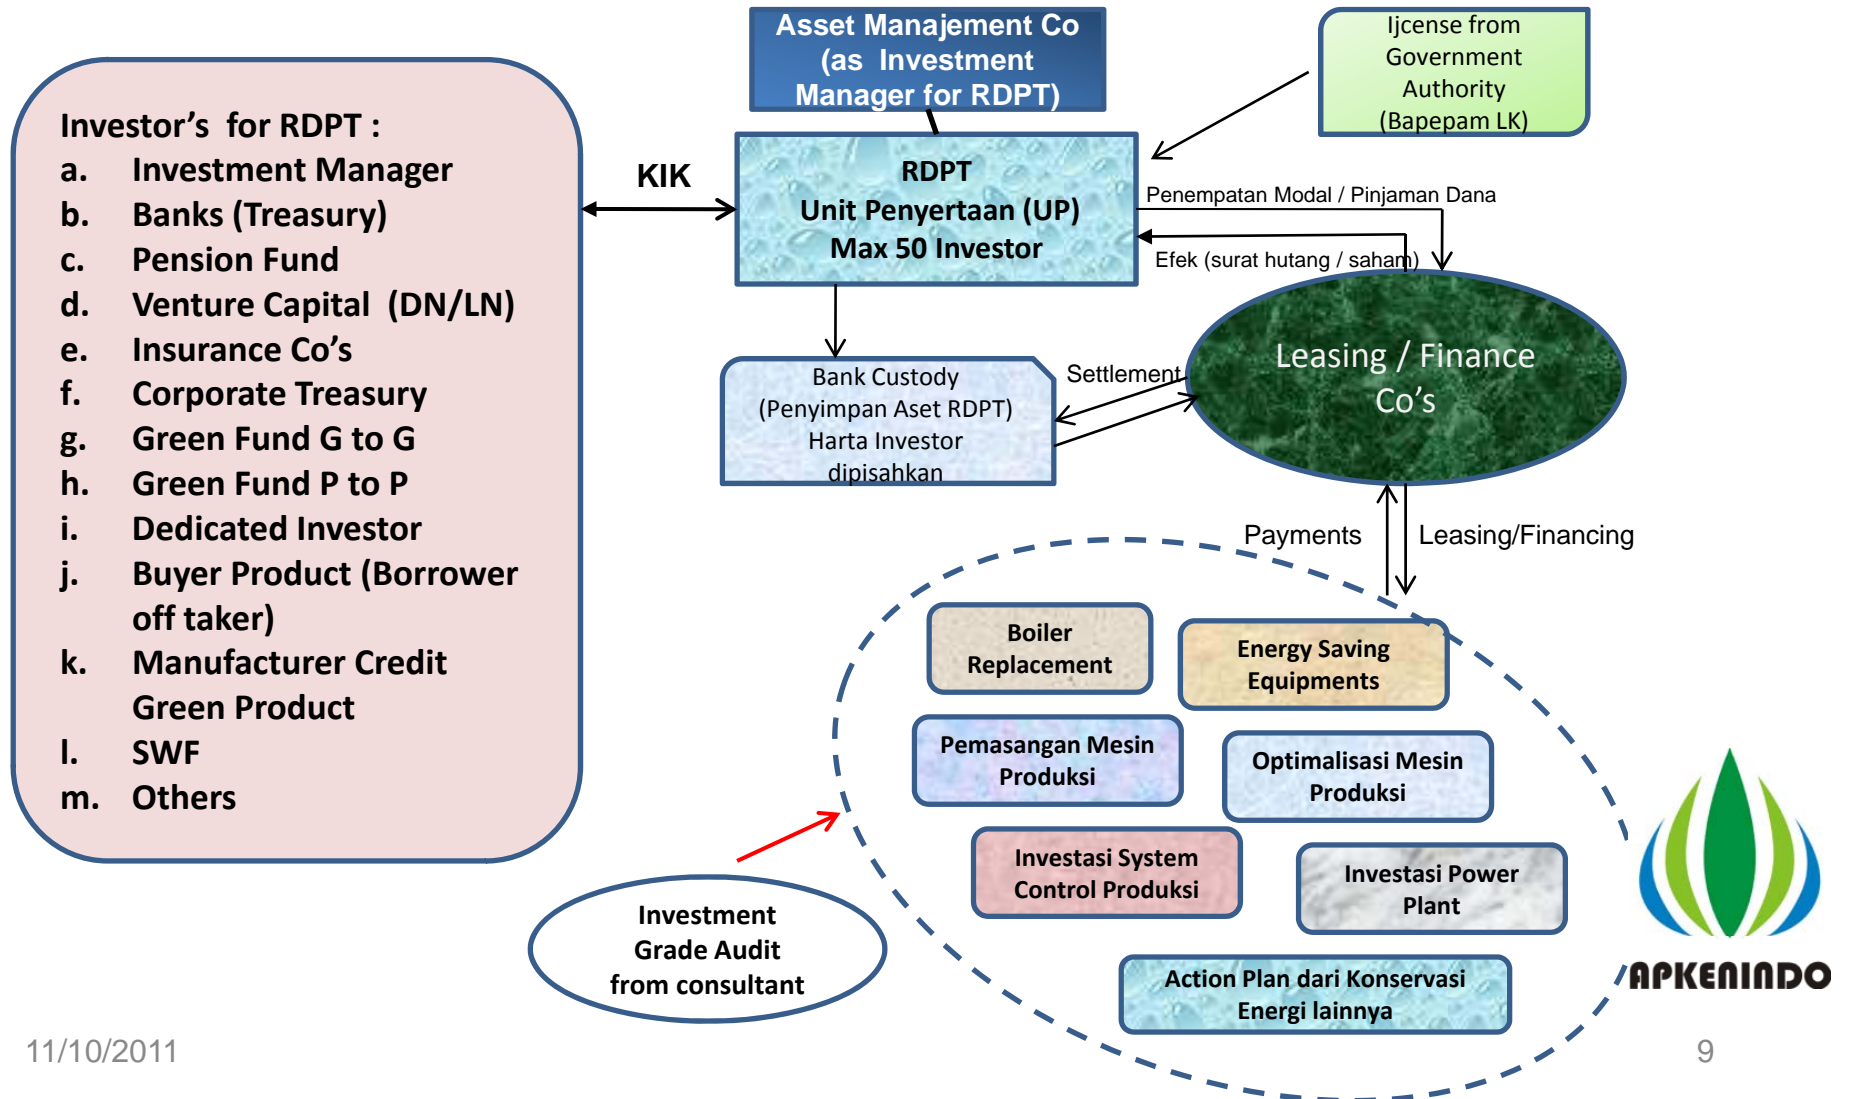 Asset Manajement Co
(as Investment
Manager for RDPT)
Ijcense from
Government
Authority
(Bapepam LK)
Investor’s for RDPT :
a. Investment Manager
b. Banks (Treasury)
c. Pension Fund
d. Venture Capital (DN/LN)
e. Insurance Co’s
f. Corporate Treasury
g. Green Fund G to G
h. Green Fund P to P
i. Dedicated Investor
j. Buyer Product (Borrower
off taker)
k. Manufacturer Credit
Green Product
l. SWF
m. Others
KIK
RDPT
Unit Penyertaan (UP)
Max 50 Investor
Penempatan Modal / Pinjaman Dana
Efek (surat hutang / saham)
Bank Custody
(Penyimpan Aset RDPT)
Harta Investor
dipisahkan
Settlement
Leasing / Finance
Co’s
Payments
Leasing/Financing
Boiler
Replacement
Energy Saving
Equipments
Pemasangan Mesin
Produksi
Optimalisasi Mesin
Produksi
Investasi System
Control Produksi
Investasi Power
Plant
Action Plan dari Konservasi
Energi lainnya
Investment
Grade Audit
from consultant
APKENINDO
11/10/2011
9